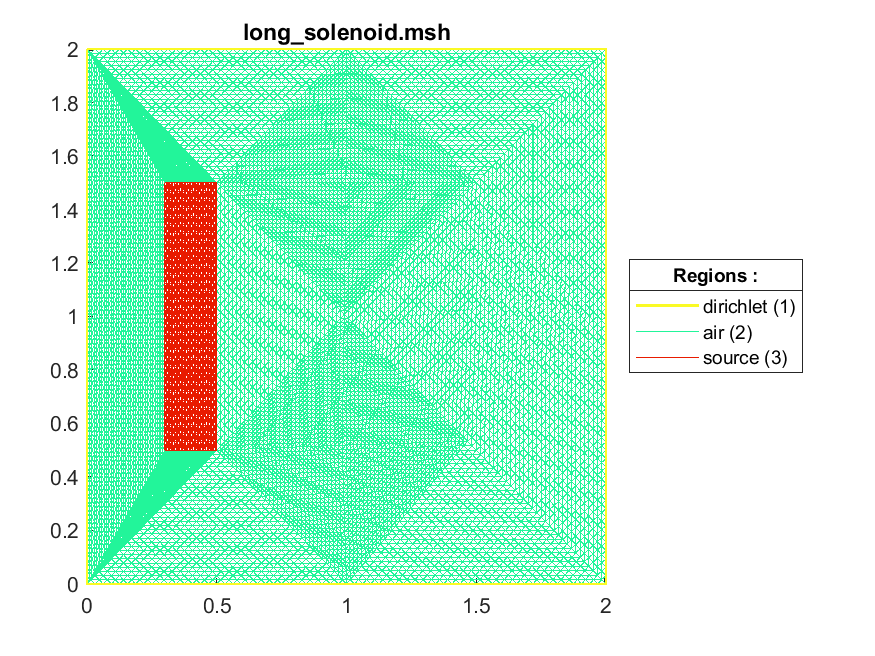 long_solenoid.msh
2
1.8
1.6
1.4
1.2
1
0.8
0.6
0.4
0.2
0
0 0.5 1 1.5 2
Regions :
dirichlet (1)
air (2)
source (3)